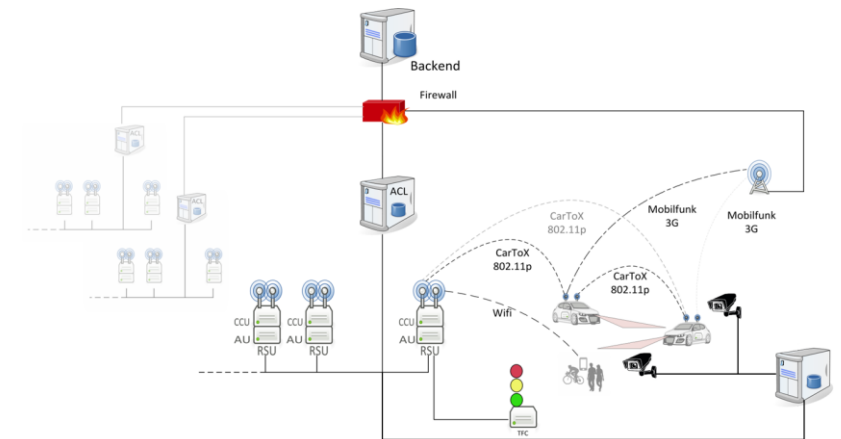 Backend
Firewall
ACL
ACL
ACL
CarToX
802.11p
Mobilfunk
3G
Mobilfunk
3G
CarToX
802.11p
CarToX
802.11p
Wifi
CCU
AU
RSU
CCU
AU
RSU
CCU
AU
RSU
TFC